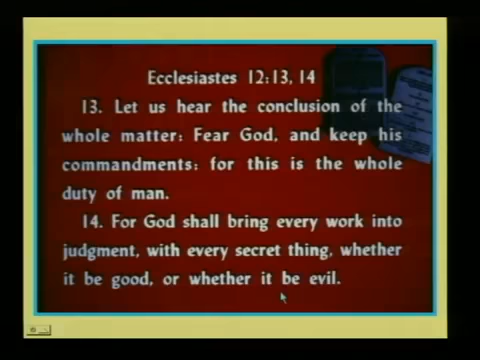 Ecclesiastes 12:13, 14
13. Let us hear the conclusion of the
whole matter: Fear God, and keep his
commandments: for this is the whole
duty of man.
14. For God shall bring every work into
judgment, with every secret thing, whether
it be good, or whether it be evil.